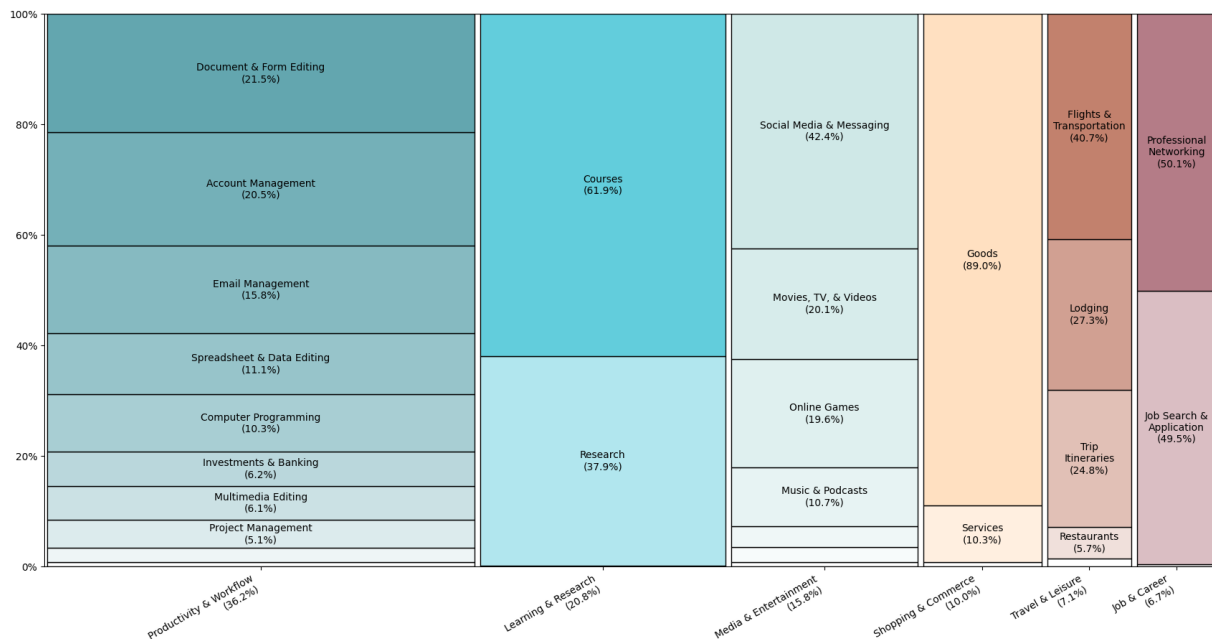 100%
80%
60%
40%
20%
0%
Document & Form Editing
(21.5%)
Account Management
(20.5%)
Email Management
(15.8%)
Spreadsheet & Data Editing
(11.1%)
Computer Programming
(10.3%)
Investments & Banking
(6.2%)
Multimedia Editing
(6.1%)
Project Management
(5.1%)
Courses
(61.9%)
Research
(37.9%)
Social Media & Messaging
(42.4%)
Movies, TV, & Videos
(20.1%)
Online Games
(19.6%)
Music & Podcasts
(10.7%)
Goods
(89.0%)
Services
(10.3%)
Flights &
Transportation
(40.7%)
Lodging
(27.3%)
Trip
Itineraries
(24.8%)
Restaurants
(5.7%)
Professional
Networking
(50.1%)
Job Search &
Application
(49.5%)
Productivity & Workflow
(36.2%)
Learning & Research
(20.8%)
Media & Entertainment
(15.8%)
Shopping & Commerce
(10.0%)
Travel & Leisure
(7.1%)
Job & Career
(6.7%)